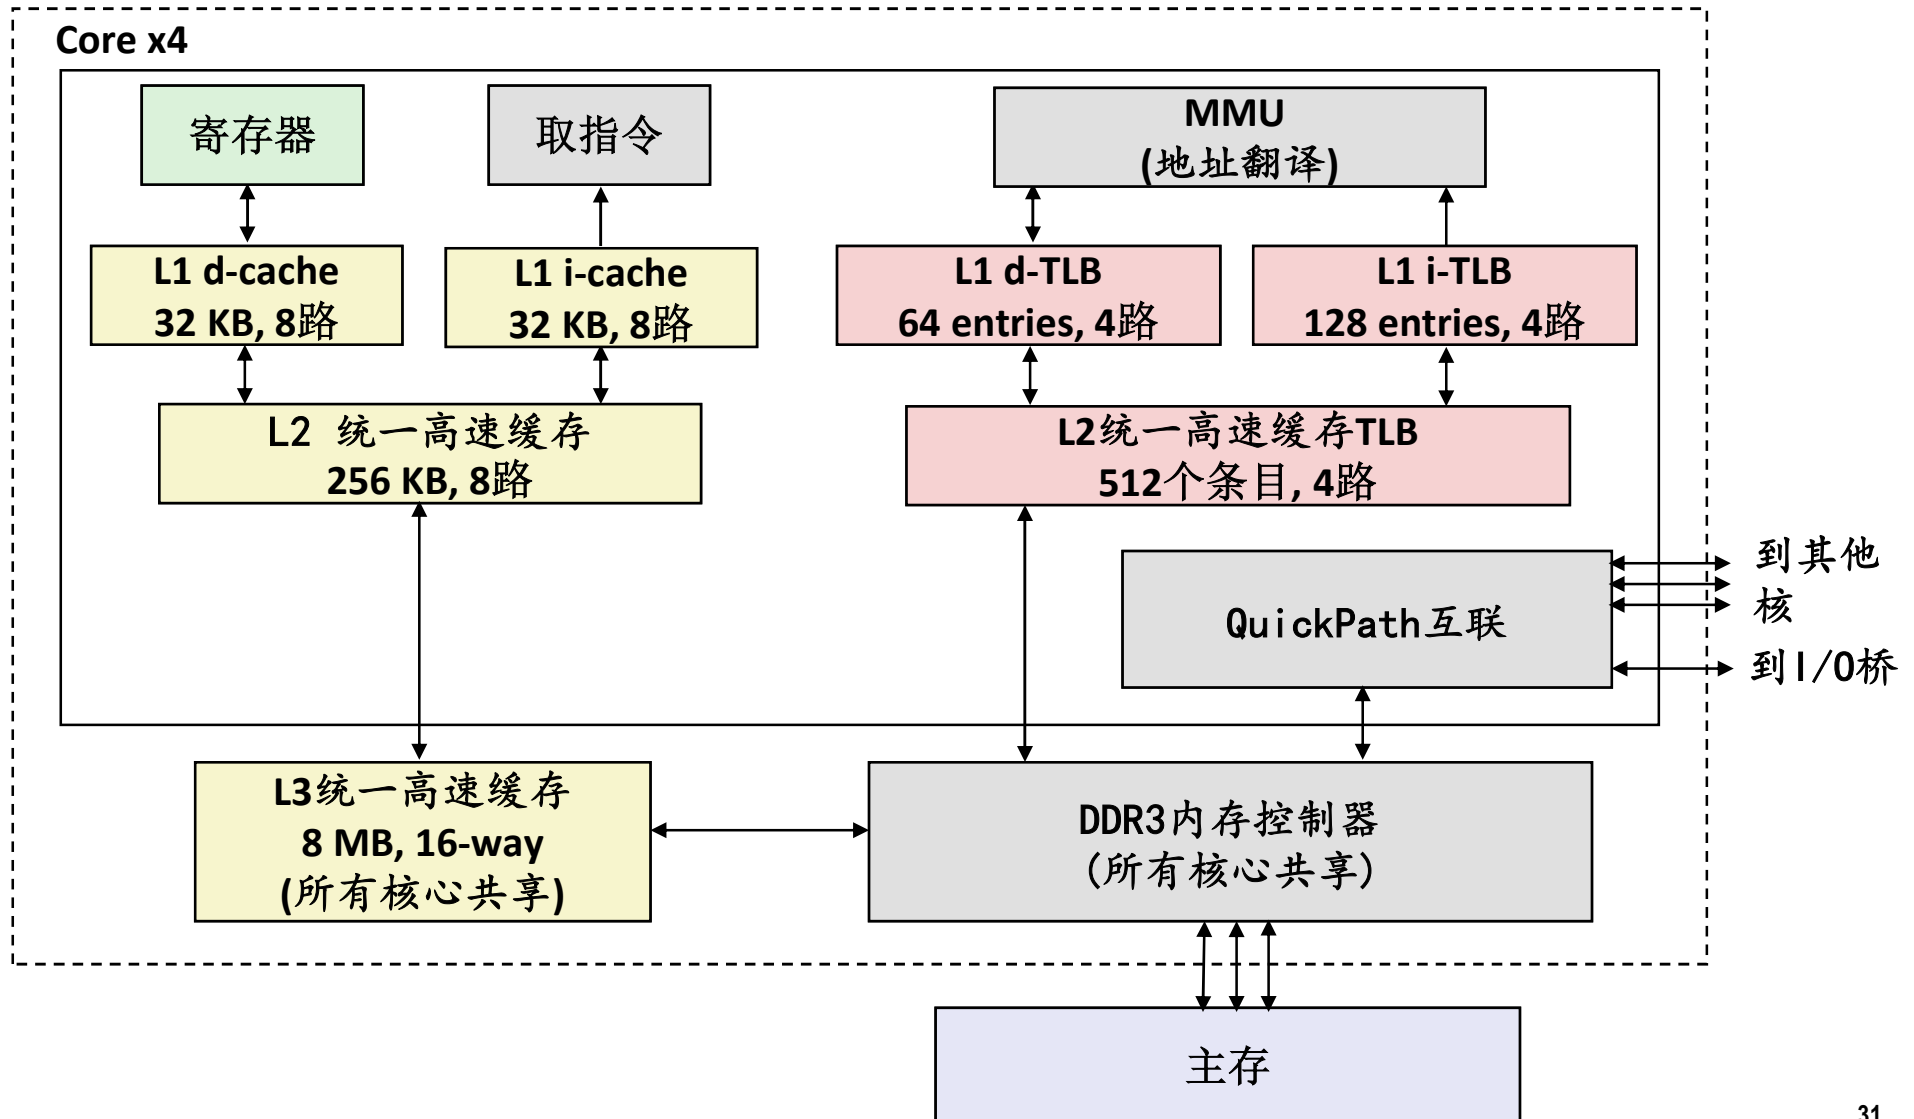 Core x4
寄存器
取指令
MMU
(地址翻译)
L1 d-cache
32 KB, 8路
L1 i-cache
32 KB, 8路
L1 d-TLB
64 entries, 4路
L1 i-TLB
128 entries, 4路
L2 统一高速缓存
256 KB, 8路
L2统一高速缓存TLB
512个条目, 4路
QuickPath互联
到其他
核
到I/O桥
L3统一高速缓存
8 MB, 16-way
(所有核心共享)
DDR3内存控制器
(所有核心共享)
主存
31